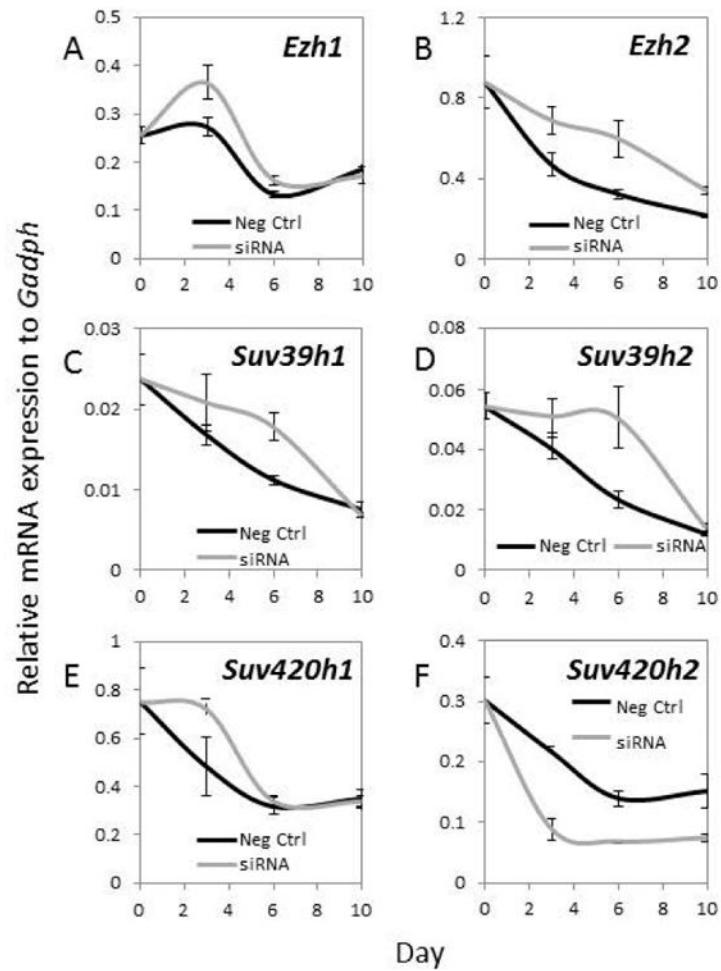 Relative mRNA expression to Gadph
A
Ezh1
0.5
0.4
0.3
0.2
0.1
0
Neg Ctrl
siRNA
0 2 4 6 8 10
B
Ezh2
1.2
0.8
0.4
0
Neg Ctrl
siRNA
0 2 4 6 8 10
C
Suv39h1
0.03
0.02
0.01
0
Neg Ctrl
siRNA
0 2 4 6 8 10
D
Suv39h2
0.08
0.06
0.04
0.02
0
Neg Ctrl siRNA
0 2 4 6 8 10
E
Suv420h1
1
0.8
0.6
0.4
0.2
0
Neg Ctrl
siRNA
0 2 4 6 8 10
F
Suv420h2
0.4
0.3
0.2
0.1
0
Neg Ctrl
siRNA
0 2 4 6 8 10
Day